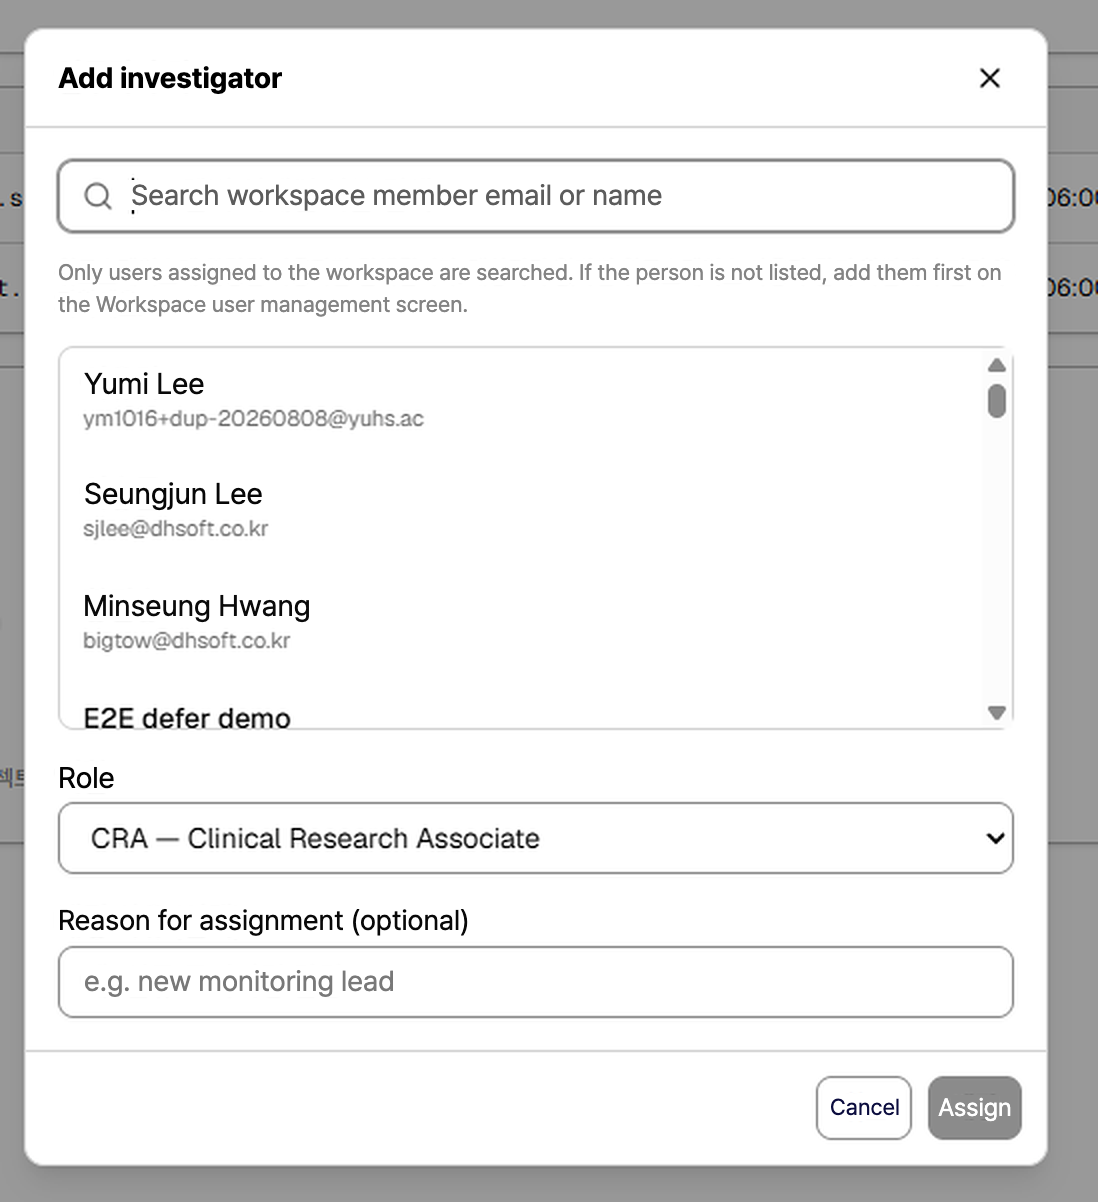 Add investigator
Search workspace member email or name
Only users assigned to the workspace are searched. If the person is not listed, add them first on
the Workspace user management screen.
Yumi Lee
ym1016+dup-20260808@yuhs.ac
Seungjun Lee
sjlee@dhsoft.co.kr
Minseung Hwang
bigtow@dhsoft.co.kr
E2E defer demo
Role
CRA — Clinical Research Associate
Reason for assignment (optional)
e.g. new monitoring lead
Cancel
Assign